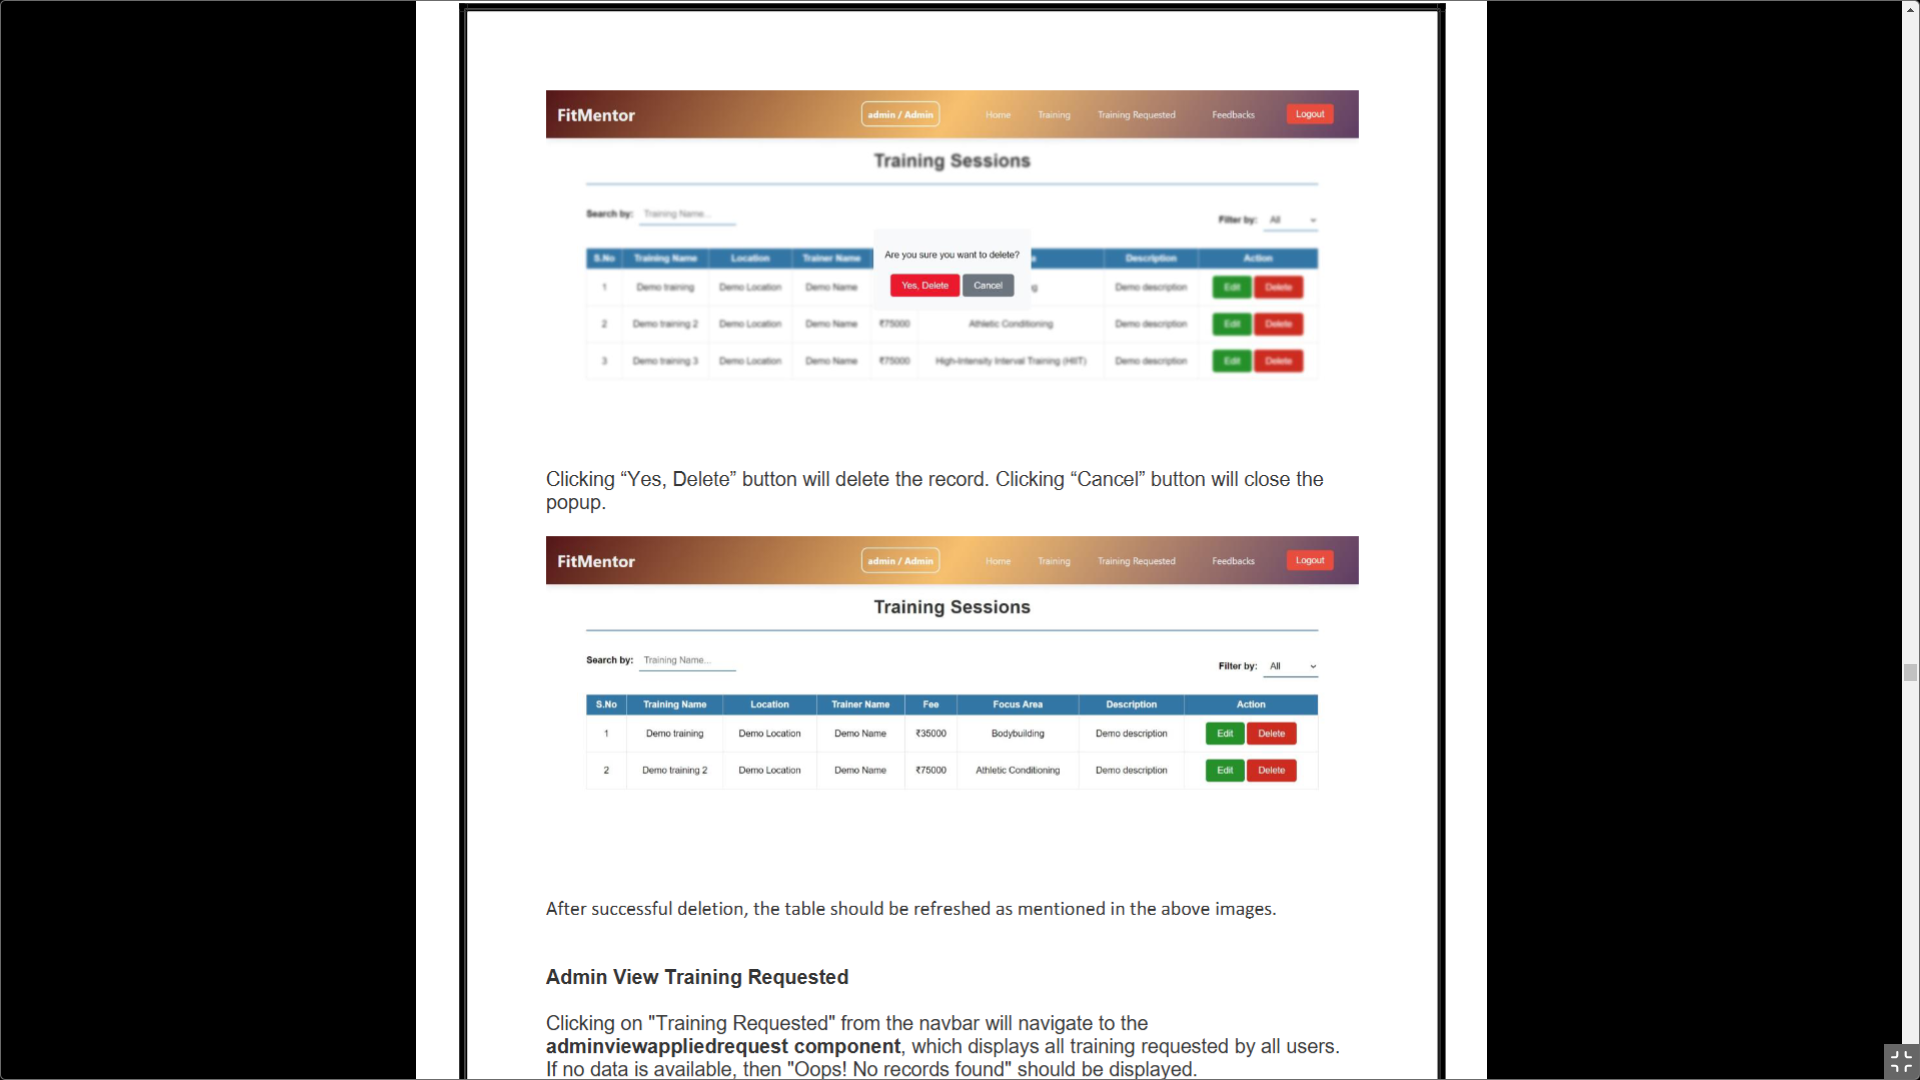 FitMentor admin / Admin Home Training Training Requested Feedbacks Logout
Training Sessions
Search by: Training Name... Filter by: All
S.No Training Name Location Trainer Name Description Action
Are you sure you want to delete?
Yes, Delete Cancel
1 Demo training Demo Location Demo Name Demo description Edit Delete
2 Demo training 2 Demo Location Demo Name ₹75000 Athletic Conditioning Demo description Edit Delete
3 Demo training 3 Demo Location Demo Name ₹75000 High-Intensity Interval Training (HIIT) Demo description Edit Delete
Clicking “Yes, Delete” button will delete the record. Clicking “Cancel” button will close the
popup.
FitMentor admin / Admin Home Training Training Requested Feedbacks Logout
Training Sessions
Search by: Training Name... Filter by: All
S.No Training Name Location Trainer Name Fee Focus Area Description Action
1 Demo training Demo Location Demo Name ₹35000 Bodybuilding Demo description Edit Delete
2 Demo training 2 Demo Location Demo Name ₹75000 Athletic Conditioning Demo description Edit Delete
After successful deletion, the table should be refreshed as mentioned in the above images.
Admin View Training Requested
Clicking on "Training Requested" from the navbar will navigate to the
adminviewappliedrequest component, which displays all training requested by all users.
If no data is available, then "Oops! No records found" should be displayed.